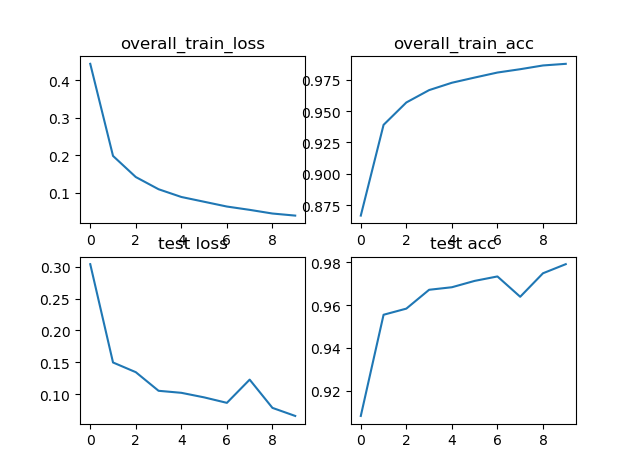 overall_train_loss
0.4
0.3
0.2
0.1
0 2 4 6 8
overall_train_acc
0.975
0.950
0.925
0.900
0.875
0 2 4 6 8
test loss
0.30
0.25
0.20
0.15
0.10
0 2 4 6 8
test acc
0.98
0.96
0.94
0.92
0 2 4 6 8